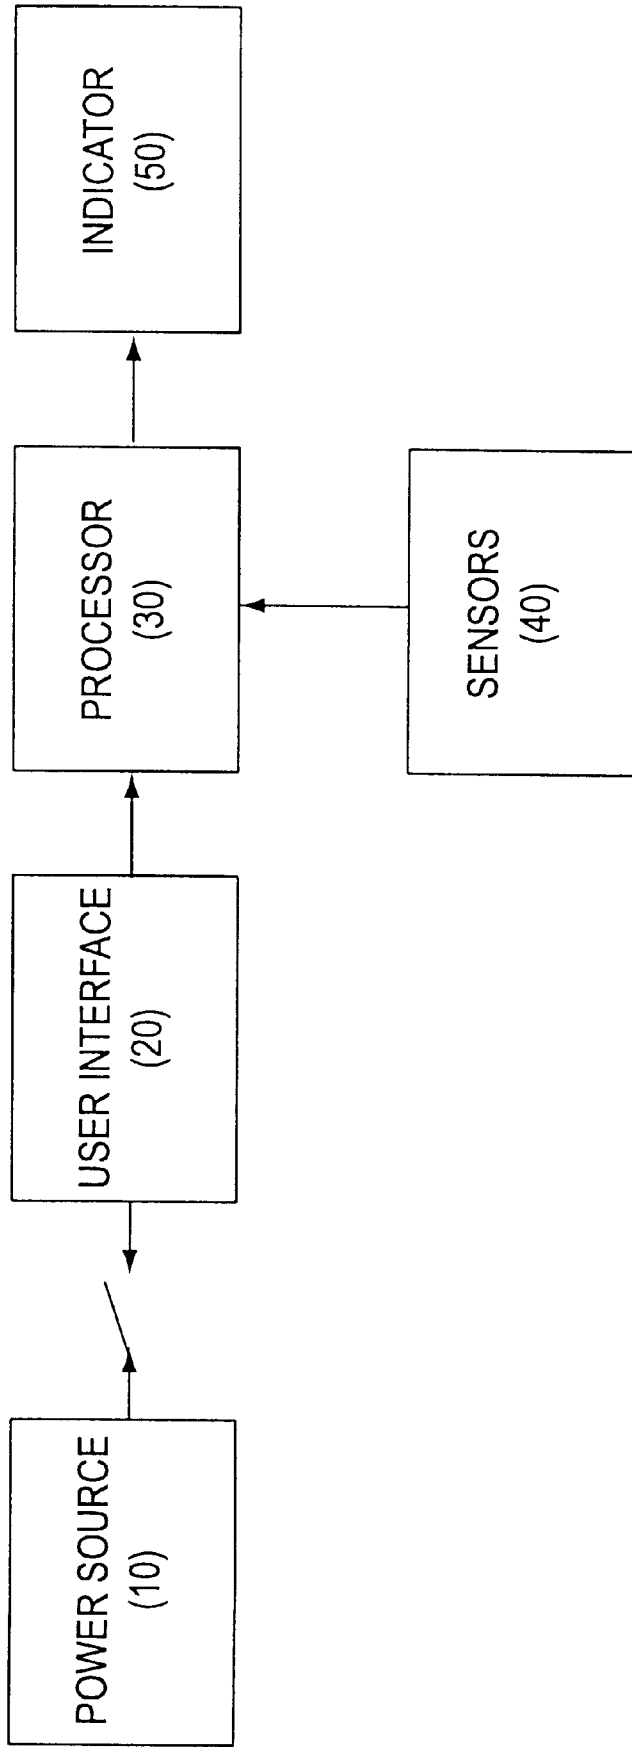 POWER SOURCE
(10)
USER INTERFACE
(20)
PROCESSOR
(30)
INDICATOR
(50)
SENSORS
(40)